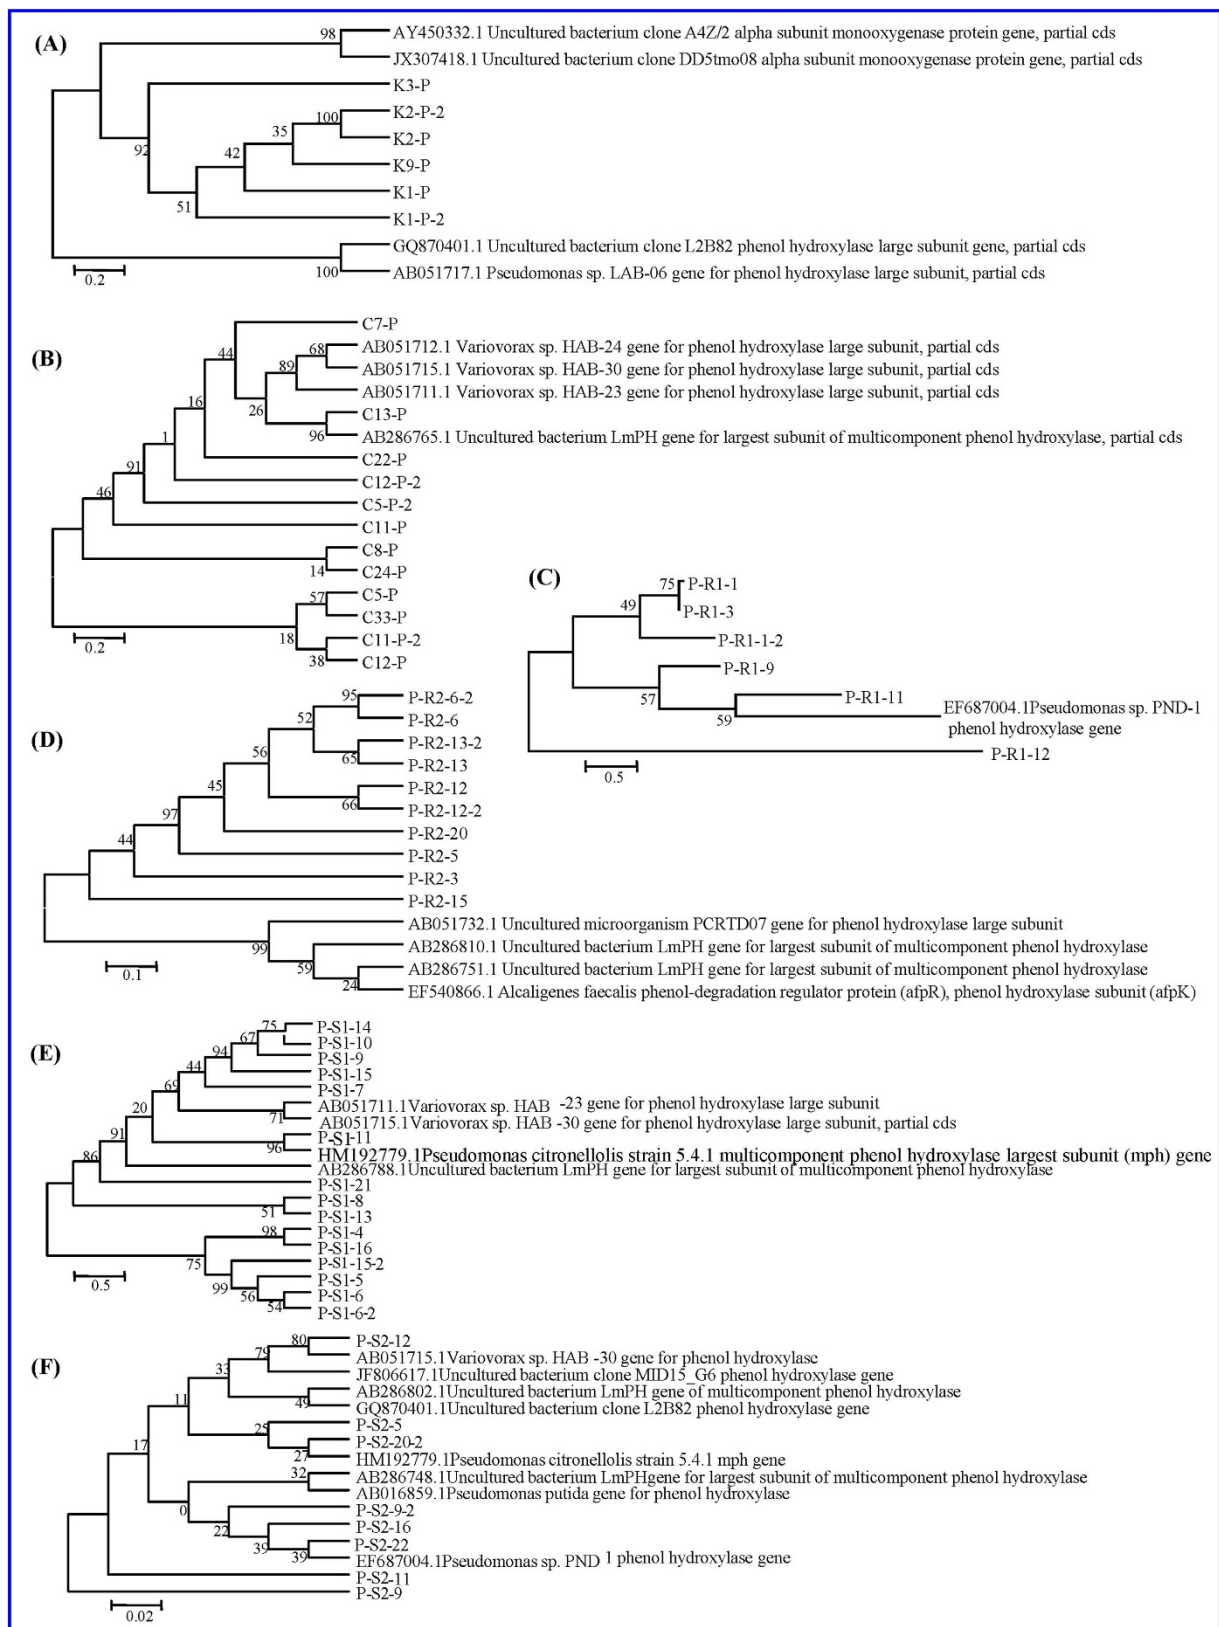 (A)
98
AY450332.1 Uncultured bacterium clone A4Z/2 alpha subunit monooxygenase protein gene, partial cds
JX307418.1 Uncultured bacterium clone DD5tmo08 alpha subunit monooxygenase protein gene, partial cds
K3-P
100
K2-P-2
35
K2-P
92
42
K9-P
K1-P
51
K1-P-2
GQ870401.1 Uncultured bacterium clone L2B82 phenol hydroxylase large subunit gene, partial cds
100
AB051717.1 Pseudomonas sp. LAB-06 gene for phenol hydroxylase large subunit, partial cds
0.2
(B)
C7-P
44
68
AB051712.1 Variovorax sp. HAB-24 gene for phenol hydroxylase large subunit, partial cds
89
AB051715.1 Variovorax sp. HAB-30 gene for phenol hydroxylase large subunit, partial cds
AB051711.1 Variovorax sp. HAB-23 gene for phenol hydroxylase large subunit, partial cds
16
26
C13-P
1
96
AB286765.1 Uncultured bacterium LmPH gene for largest subunit of multicomponent phenol hydroxylase, partial cds
C22-P
91
C12-P-2
46
C5-P-2
C11-P
C8-P
14
C24-P
57
C5-P
C33-P
18
C11-P-2
38
C12-P
0.2
(C)
75
P-R1-1
49
P-R1-3
P-R1-1-2
P-R1-9
57
P-R1-11
59
EF687004.1Pseudomonas sp. PND-1
phenol hydroxylase gene
P-R1-12
0.5
(D)
95
P-R2-6-2
52
P-R2-6
P-R2-13-2
56
65
P-R2-13
P-R2-12
45
66
P-R2-12-2
97
P-R2-20
44
P-R2-5
P-R2-3
P-R2-15
AB051732.1 Uncultured microorganism PCRTD07 gene for phenol hydroxylase large subunit
99
AB286810.1 Uncultured bacterium LmPH gene for largest subunit of multicomponent phenol hydroxylase
59
AB286751.1 Uncultured bacterium LmPH gene for largest subunit of multicomponent phenol hydroxylase
24
EF540866.1 Alcaligenes faecalis phenol-degradation regulator protein (afpR), phenol hydroxylase subunit (afpK)
0.1
(E)
75
P-S1-14
67
P-S1-10
94
P-S1-9
44
P-S1-15
69
P-S1-7
20
AB051711.1Variovorax sp. HAB -23 gene for phenol hydroxylase large subunit
71
AB051715.1Variovorax sp. HAB -30 gene for phenol hydroxylase large subunit, partial cds
91
P-S1-11
96
HM192779.1Pseudomonas citronellolis strain 5.4.1 multicomponent phenol hydroxylase largest subunit (mph) gene
86
AB286788.1Uncultured bacterium LmPH gene for largest subunit of multicomponent phenol hydroxylase
P-S1-21
P-S1-8
51
P-S1-13
98
P-S1-4
P-S1-16
75
P-S1-15-2
99
P-S1-5
56
P-S1-6
54
P-S1-6-2
0.5
(F)
80
P-S2-12
79
AB051715.1Variovorax sp. HAB -30 gene for phenol hydroxylase
33
JF806617.1Uncultured bacterium clone MID15_G6 phenol hydroxylase gene
AB286802.1Uncultured bacterium LmPH gene of multicomponent phenol hydroxylase
11
49
GQ870401.1Uncultured bacterium clone L2B82 phenol hydroxylase gene
25
P-S2-5
17
P-S2-20-2
27
HM192779.1Pseudomonas citronellolis strain 5.4.1 mph gene
32
AB286748.1Uncultured bacterium LmPHgene for largest subunit of multicomponent phenol hydroxylase
AB016859.1Pseudomonas putida gene for phenol hydroxylase
0
P-S2-9-2
22
P-S2-16
39
P-S2-22
39
EF687004.1Pseudomonas sp. PND 1 phenol hydroxylase gene
P-S2-11
P-S2-9
0.02